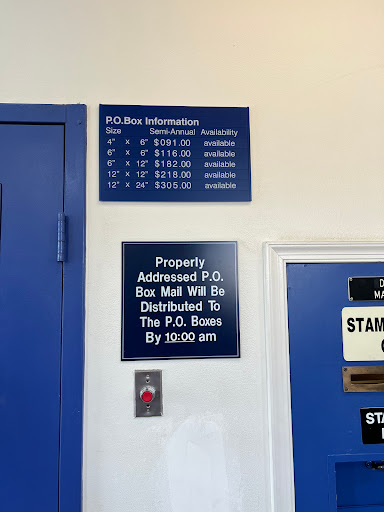 P.O.Box Information
Size Semi-Annual Availability
4" x 6" $091.00 available
6" x 6" $116.00 available
6" x 12" $182.00 available
12" x 12" $218.00 available
12" x 24" $305.00 available
Properly
Addressed P.O.
Box Mail Will Be
Distributed To
The P.O. Boxes
By 10:00 am
D
MA
STAM
STA